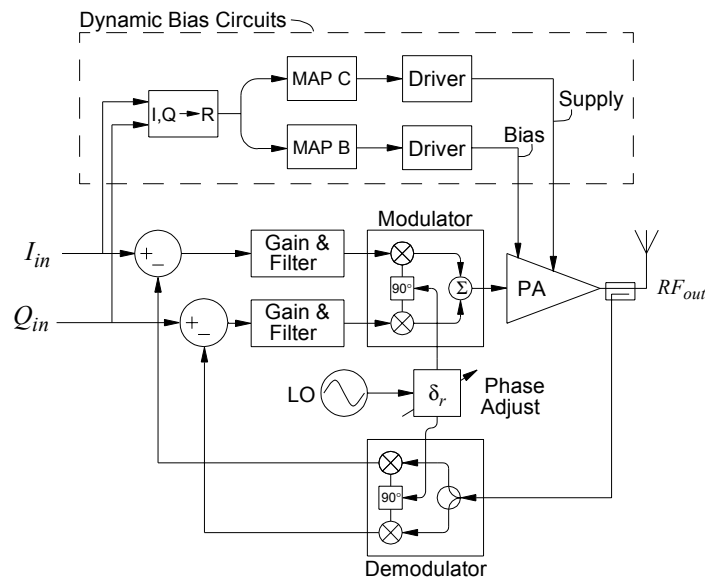 Dynamic Bias Circuits
I,Q → R
MAP C
Driver
Supply
MAP B
Driver
Bias
Modulator
I_in
+
–
Gain &
Filter
90°
Σ
PA
RF_out
Q_in
+
–
Gain &
Filter
LO
δ_r
Phase
Adjust
90°
Demodulator